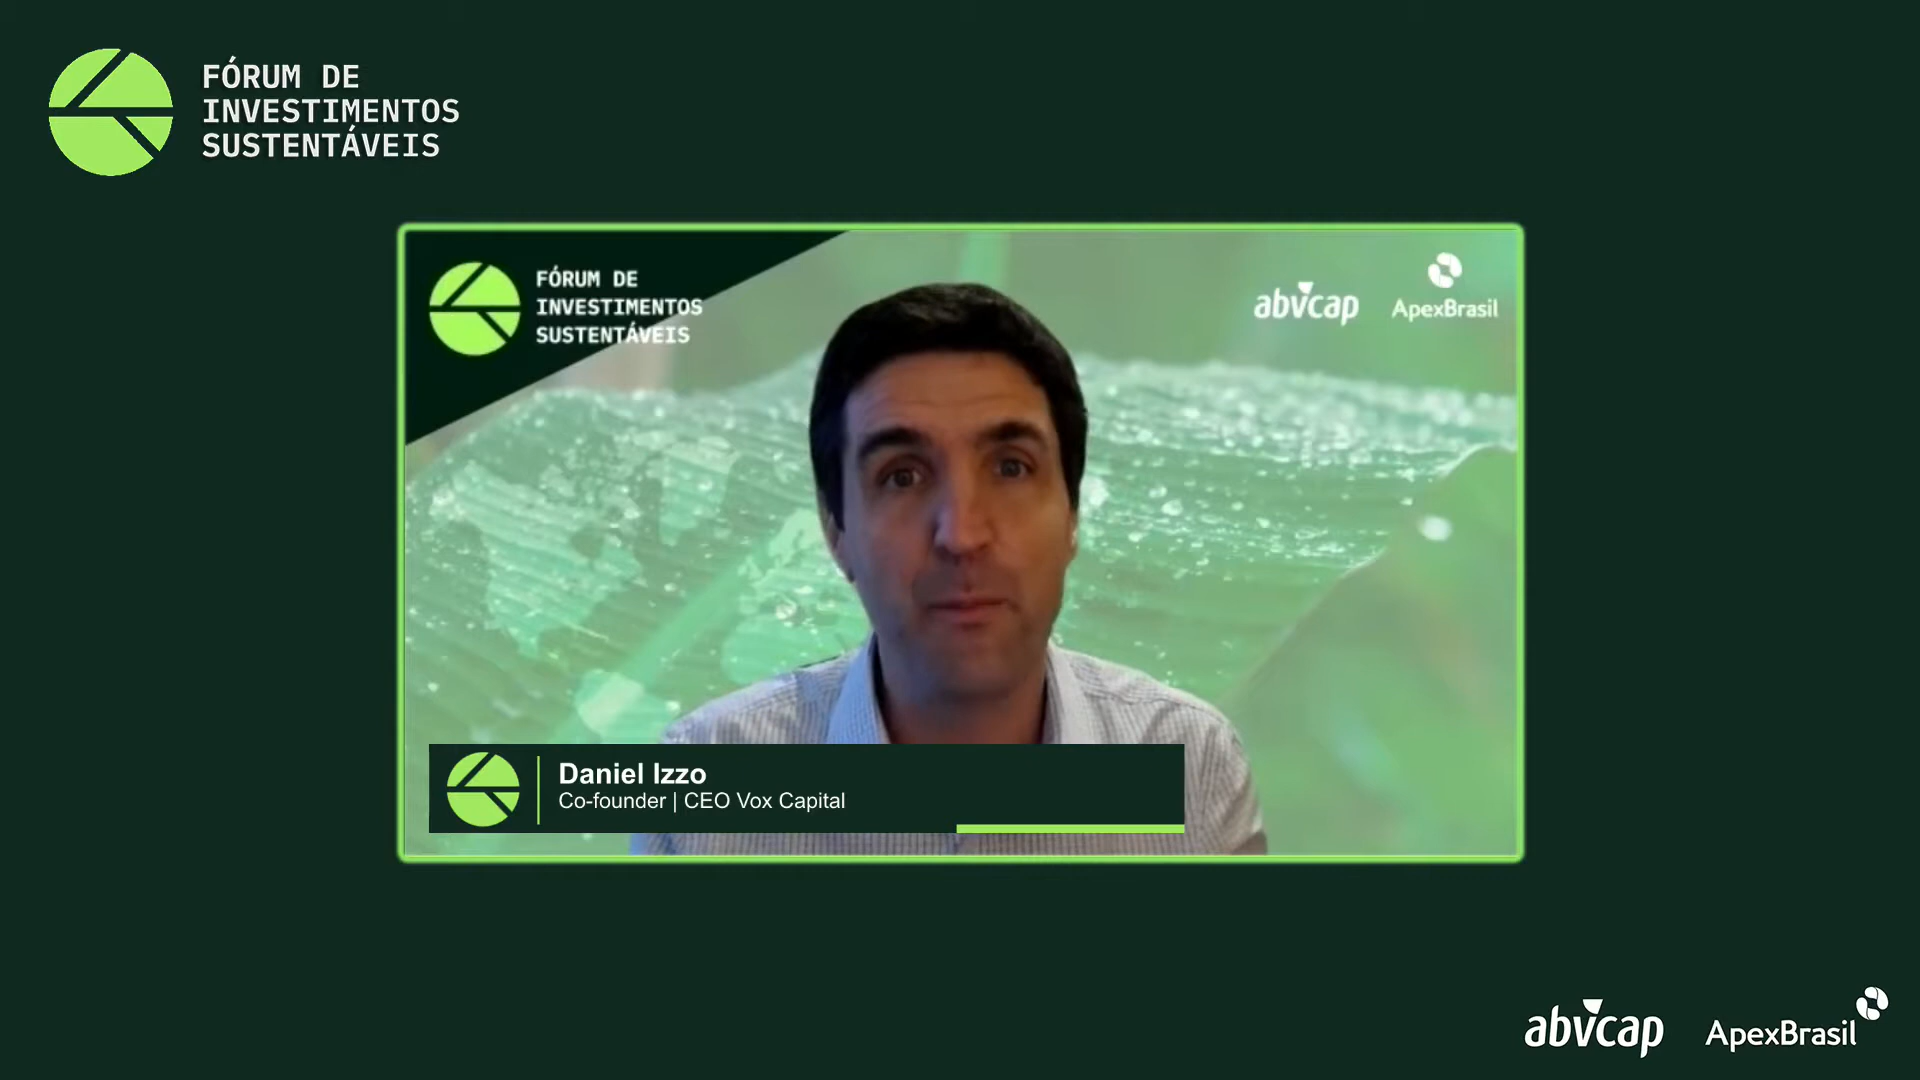 FÓRUM DE
INVESTIMENTOS
SUSTENTÁVEIS
FÓRUM DE
INVESTIMENTOS
SUSTENTÁVEIS
abvcap
ApexBrasil
Daniel Izzo
Co-founder | CEO Vox Capital
abvcap
ApexBrasil